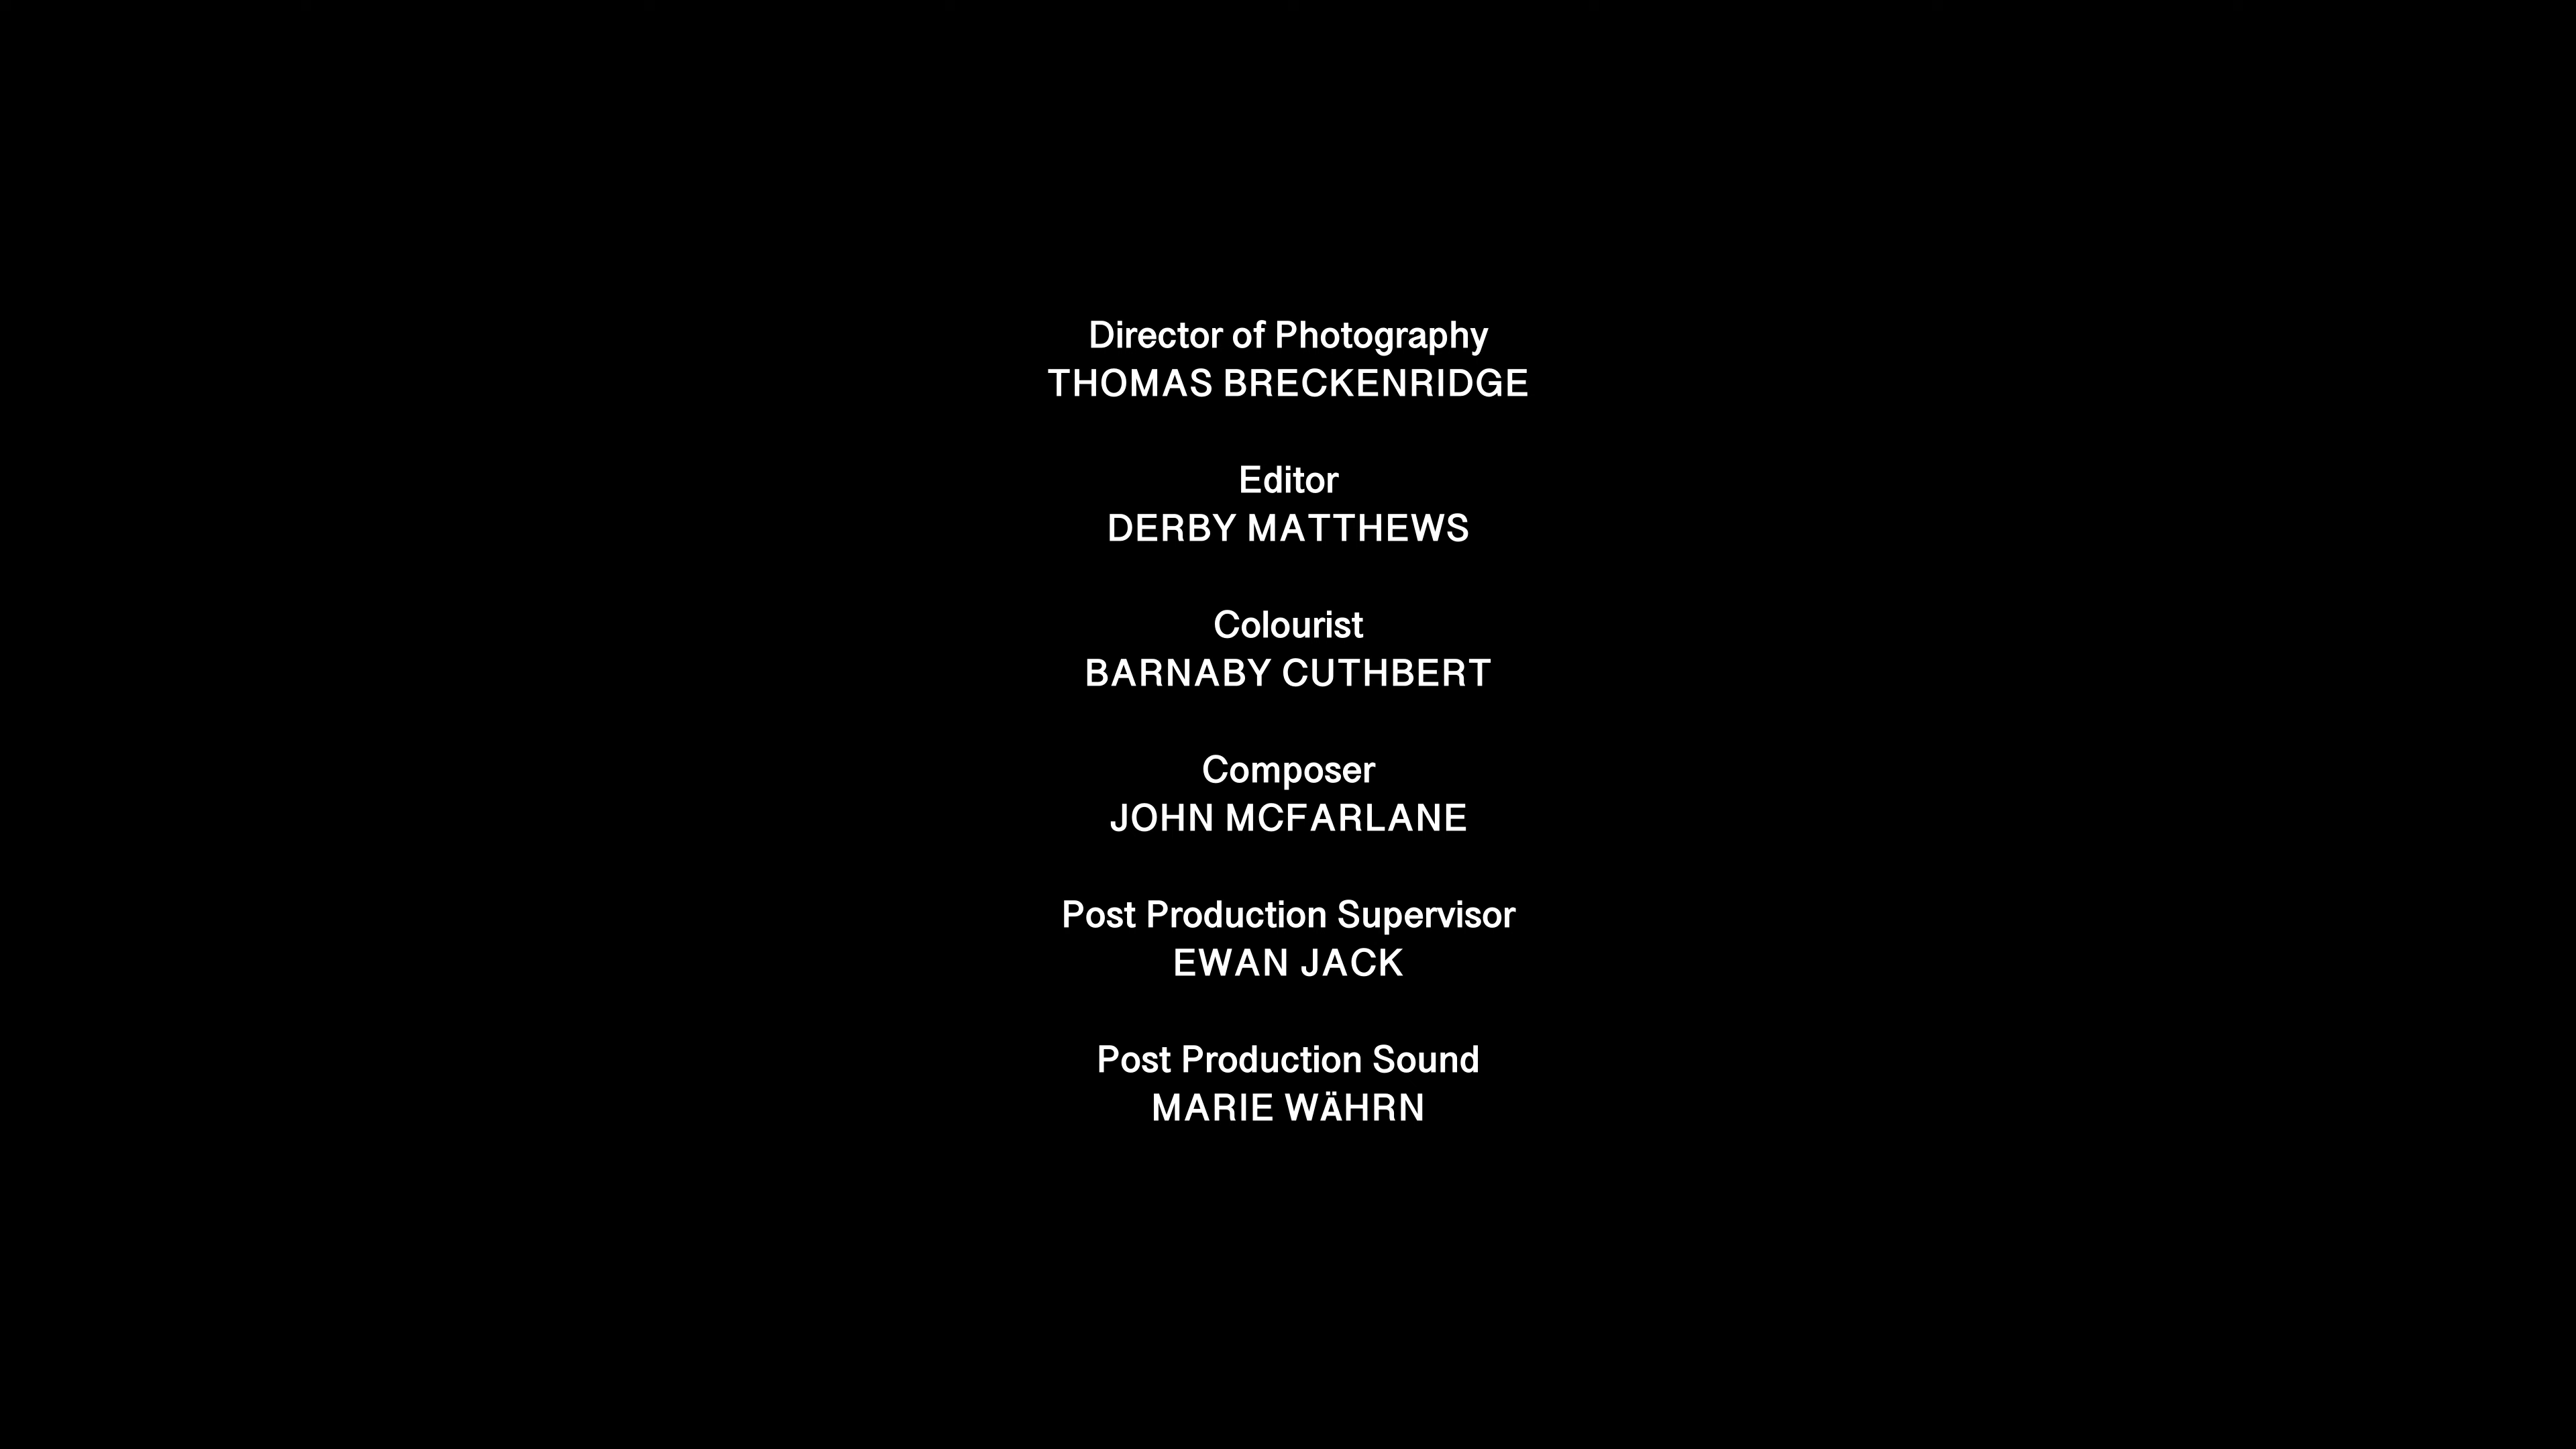 Director of Photography
THOMAS BRECKENRIDGE
Editor
DERBY MATTHEWS
Colourist
BARNABY CUTHBERT
Composer
JOHN MCFARLANE
Post Production Supervisor
EWAN JACK
Post Production Sound
MARIE WÄHRN